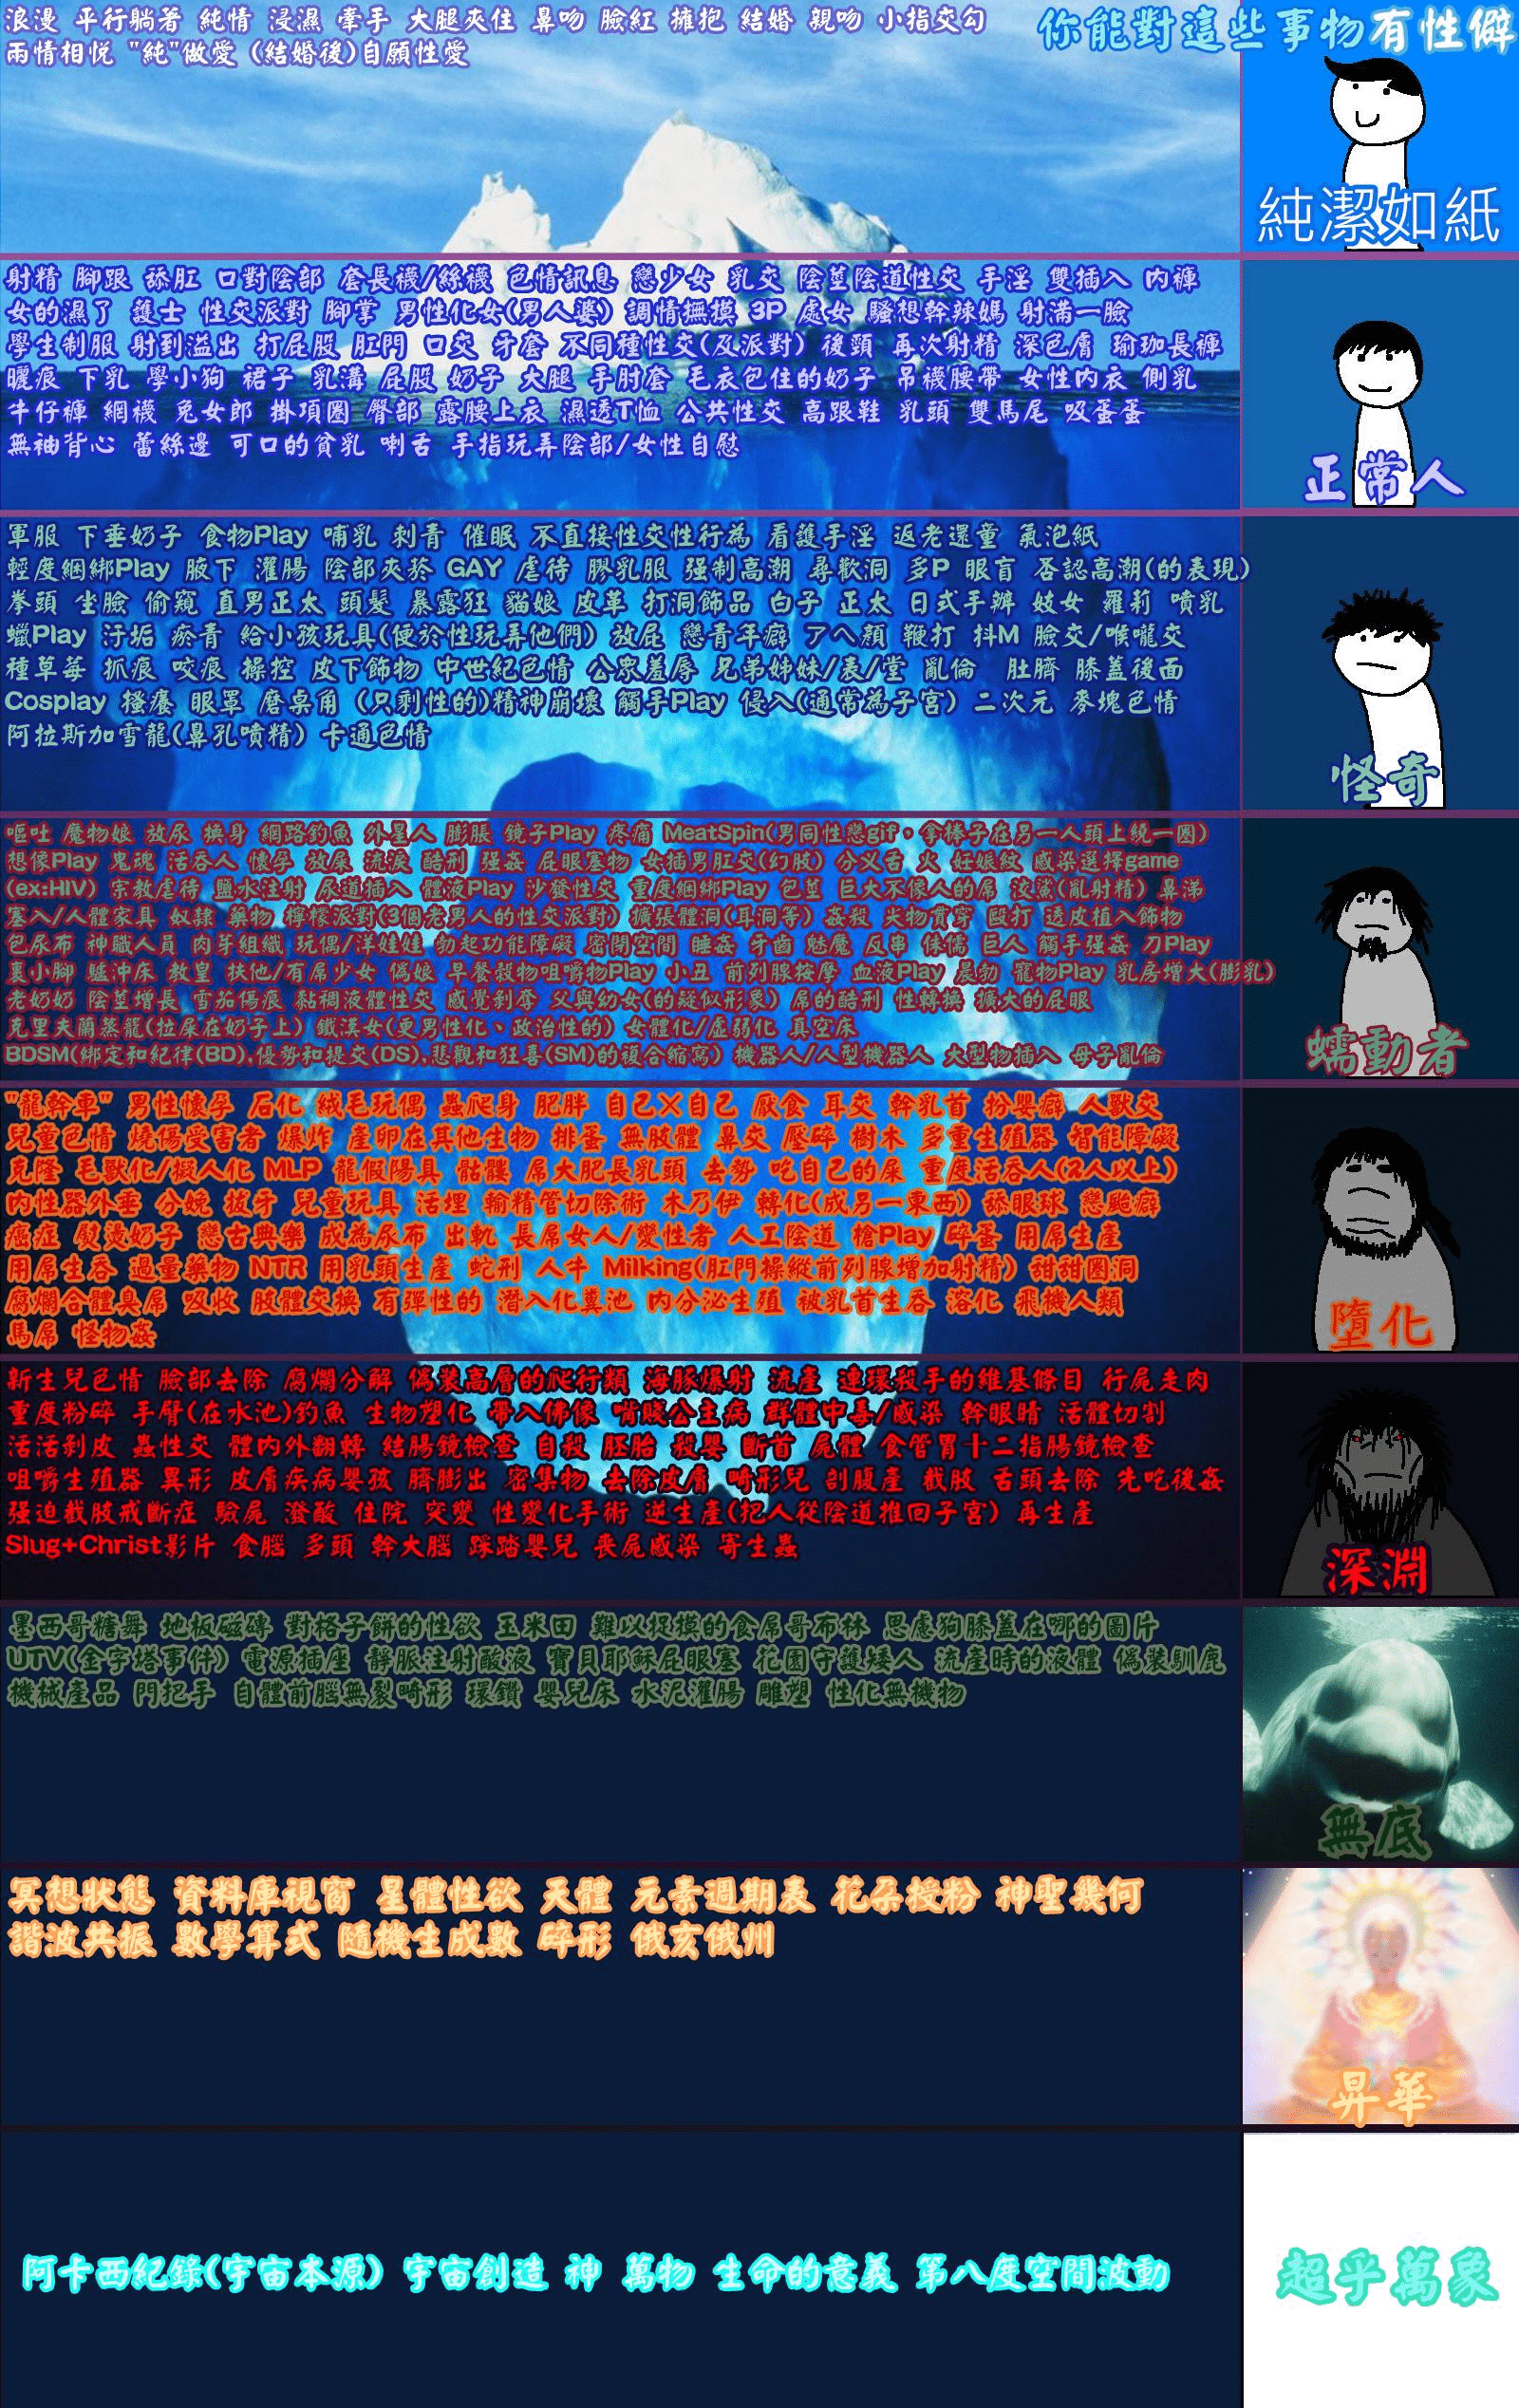 浪漫 平行躺著 純情 浸濕 牽手 大腿夾住 鼻吻 臉紅 擁抱 結婚 親吻 小指交勾
兩情相悅 "純"做愛 (結婚後)自願性愛
你能對這些事物有性僻
純潔如紙
射精 腳跟 舔肛 口對陰部 套長襪/絲襪 色情訊息 戀少女 乳交 陰莖陰道性交 手淫 雙插入 內褲
女的濕了 護士 性交派對 腳掌 男性化女(男人婆) 調情撫摸 3P 處女 騷想幹辣媽 射滿一臉
學生制服 射到溢出 打屁股 肛門 口交 牙套 不同種性交(及派對) 後頸 再次射精 深色膚 瑜珈長褲
曬痕 下乳 學小狗 裙子 乳溝 屁股 奶子 大腿 手肘套 毛衣包住的奶子 吊襪腰帶 女性內衣 側乳
牛仔褲 網襪 兔女郎 掛項圈 臀部 露腰上衣 濕透T恤 公共性交 高跟鞋 乳頭 雙馬尾 吸蛋蛋
無袖背心 蕾絲邊 可口的貧乳 喇舌 手指玩弄陰部/女性自慰
正常人
軍服 下垂奶子 食物Play 哺乳 刺青 催眠 不直接性交性行為 看護手淫 返老還童 氣泡紙
輕度綑綁Play 腋下 灌腸 陰部夾於 GAY 虐待 膠乳服 强制高潮 尋歡洞 多P 眼盲 否認高潮(的表現)
拳頭 坐臉 偷窺 直男正太 頭髮 暴露狂 貓娘 皮革 打洞飾品 白子 正太 日式手辦 妓女 羅莉 噴乳
蠟Play 汙垢 瘀青 給小孩玩具(便於性玩弄他們) 放屁 戀青年癖 アへ顏 鞭打 抖M 臉交/喉嚨交
種草莓 抓痕 咬痕 操控 皮下飾物 中世紀色情 公眾羞辱 兄弟姊妹/表/堂 亂倫 肚臍 膝蓋後面
Cosplay 搔癢 眼罩 磨桌角 (只剩性的)精神崩壞 觸手Play 侵入(通常為子宮) 二次元 麥塊色情
阿拉斯加雪龍(鼻孔噴精) 卡通色情
怪奇
嘔吐 魔物娘 放尿 換身 網路釣魚 外星人 膨脹 鏡子Play 疼痛 MeatSpin(男同性戀gif，拿棒子在另一人頭上繞一圈)
想像Play 鬼魂 活吞人 懷孕 放屎 流淚 酷刑 强姦 屁眼塞物 女插男肛交(幻肢) 分叉舌 火 妊娠紋 感染選擇game
(ex:HIV) 宗教虐待 鹽水注射 尿道插入 體液Play 沙發性交 重度綑綁Play 包莖 巨大不像人的屌 (亂射精) 鼻涕
塞入/人體家具 奴隸 藥物 檸檬派對(3個老男人的性交派對) 擴張體洞(耳洞等) 姦殺 尖物貫穿 毆打 透皮植入飾物
包尿布 神職人員 肉芽組織 玩偶/洋娃娃 勃起功能障礙 密閉空間 睡姦 牙齒 魅魔 反串 侏儒 巨人 觸手强姦 刀Play
裹小腳 驢沖床 教皇 扶他/有屌少女 偽娘 早餐穀物咀嚼物Play 小丑 前列腺按摩 血液Play 晨勃 寵物Play 乳房增大(膨乳)
老奶奶 陰莖增長 雪茄傷痕 黏稠液體性交 感覺剝奪 父與幼女(的疑似形象) 屌的酷刑 性轉換 擴大的屁眼
克里夫蘭蒸龍(拉屎在奶子上) 鐵漢女(更男性化、政治性的) 女體化/虛弱化 真空床
BDSM(綁定和紀律(BD),優勢和提交(DS),悲觀和狂喜(SM)的複合縮寫) 機器人/人型機器人 大型物插入 母子亂倫
蠕動者
"龍幹車" 男性懷孕 石化 絨毛玩偶 蟲爬身 肥胖 自己×自己 厭食 耳交 幹乳首 扮嬰癖 人獸交
兒童色情 燒傷受害者 爆炸 產卵在其他生物 排蛋 無肢體 鼻交 壓碎 樹木 多重生殖器 智能障礙
克隆 毛獸化/擬人化 MLP 龍假陽具 骷髏 屌大肥長乳頭 去勢 吃自己的屎 重度活吞人(2人以上)
內性器外垂 分娩 拔牙 兒童玩具 活埋 輸精管切除術 木乃伊 轉化(成另一東西) 舔眼球 戀颱癖
癌症 熨燙奶子 戀古典樂 成為尿布 出軌 長屌女人/變性者 人工陰道 槍Play 碎蛋 用屌生產
用屌生吞 過量藥物 NTR 用乳頭生產 蛇刑 人牛 Milking(肛門操縱前列腺增加射精) 甜甜圈洞
腐爛合體臭屌 吸收 肢體交換 有彈性的 潛入化糞池 內分泌生殖 被乳首生吞 溶化 飛機人類
馬屌 怪物姦
墮化
新生兒色情 臉部去除 腐爛分解 偽裝高層的爬行類 海豚爆射 流產 連環殺手的維基條目 行屍走肉
重度粉碎 手臂(在水池)釣魚 生物塑化 帶入佛像 嘴賤公主病 群體中毒/感染 幹眼睛 活體切割
活活剝皮 蟲性交 體內外翻轉 結腸鏡檢查 自殺 胚胎 殺嬰 斷首 屍體 食管胃十二指腸鏡檢查
咀嚼生殖器 異形 皮膚疾病嬰孩 臍膨出 密集物 去除皮膚 畸形兒 剖腹產 截肢 舌頭去除 先吃後姦
强迫截肢戒斷症 驗屍 潑酸 住院 突變 性變化手術 逆生產(把人從陰道推回子宮) 再生產
Slug+Christ影片 食腦 多頭 幹大腦 踩踏嬰兒 喪屍感染 寄生蟲
深淵
墨西哥糖舞 地板磁磚 對格子餅的性欲 玉米田 難以捉摸的食屌哥布林 思慮狗膝蓋在哪的圖片
UTV(金字塔事件) 電源插座 靜脈注射酸液 寶貝耶穌屁眼塞 花園守護矮人 流產時的液體 偽裝馴鹿
機械產品 門把手 自體前腦無裂畸形 環鑽 嬰兒床 水泥灌腸 雕塑 性化無機物
無底
冥想狀態 資料庫視窗 星體性欲 天體 元素週期表 花朵授粉 神聖幾何
諧波共振 數學算式 隨機生成數 碎形 俄亥俄州
昇華
阿卡西紀錄(宇宙本源) 宇宙創造 神 萬物 生命的意義 第八度空間波動
超乎萬象